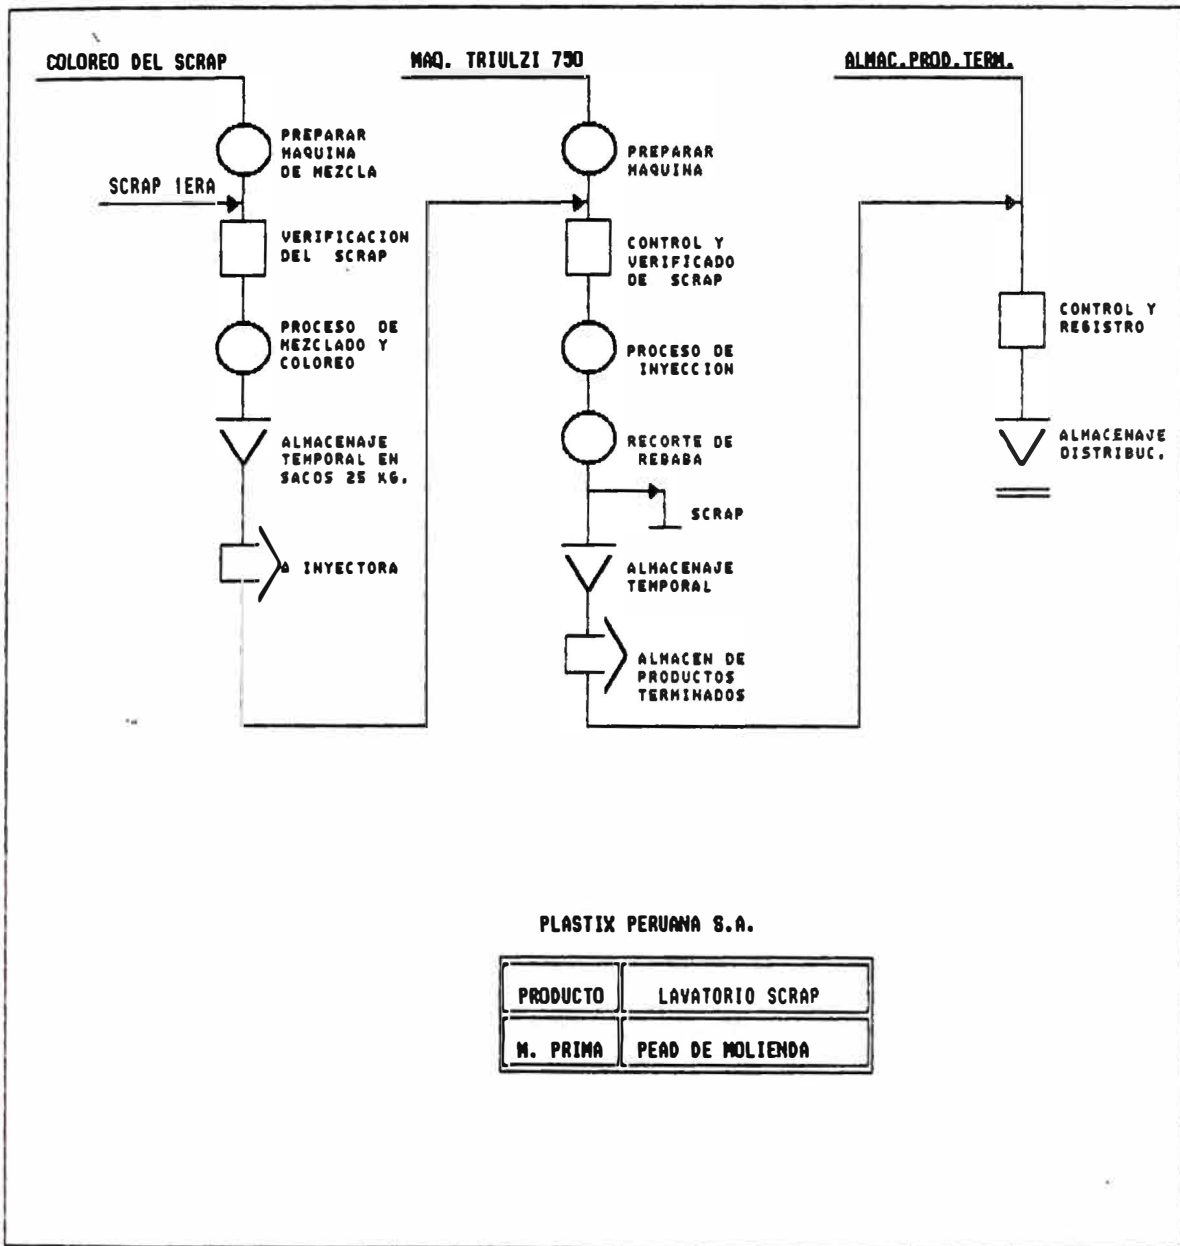 COLOREO DEL SCRAP
PREPARAR
MAQUINA
DE MEZCLA
SCRAP 1ERA
VERIFICACION
DEL SCRAP
PROCESO DE
MEZCLADO Y
COLOREO
ALMACENAJE
TEMPORAL EN
SACOS 25 KG.
A INYECTORA
MAQ. TRIULZI 750
PREPARAR
MAQUINA
CONTROL Y
VERIFICADO
DE SCRAP
PROCESO DE
INYECCION
RECORTE DE
REBABA
SCRAP
ALMACENAJE
TEMPORAL
ALMACEN DE
PRODUCTOS
TERMINADOS
ALMAC.PROD.TERM.
CONTROL Y
REGISTRO
ALMACENAJE
DISTRIBUC.
PLASTIX PERUANA S.A.
PRODUCTO LAVATORIO SCRAP
M. PRIMA PEAD DE MOLIENDA